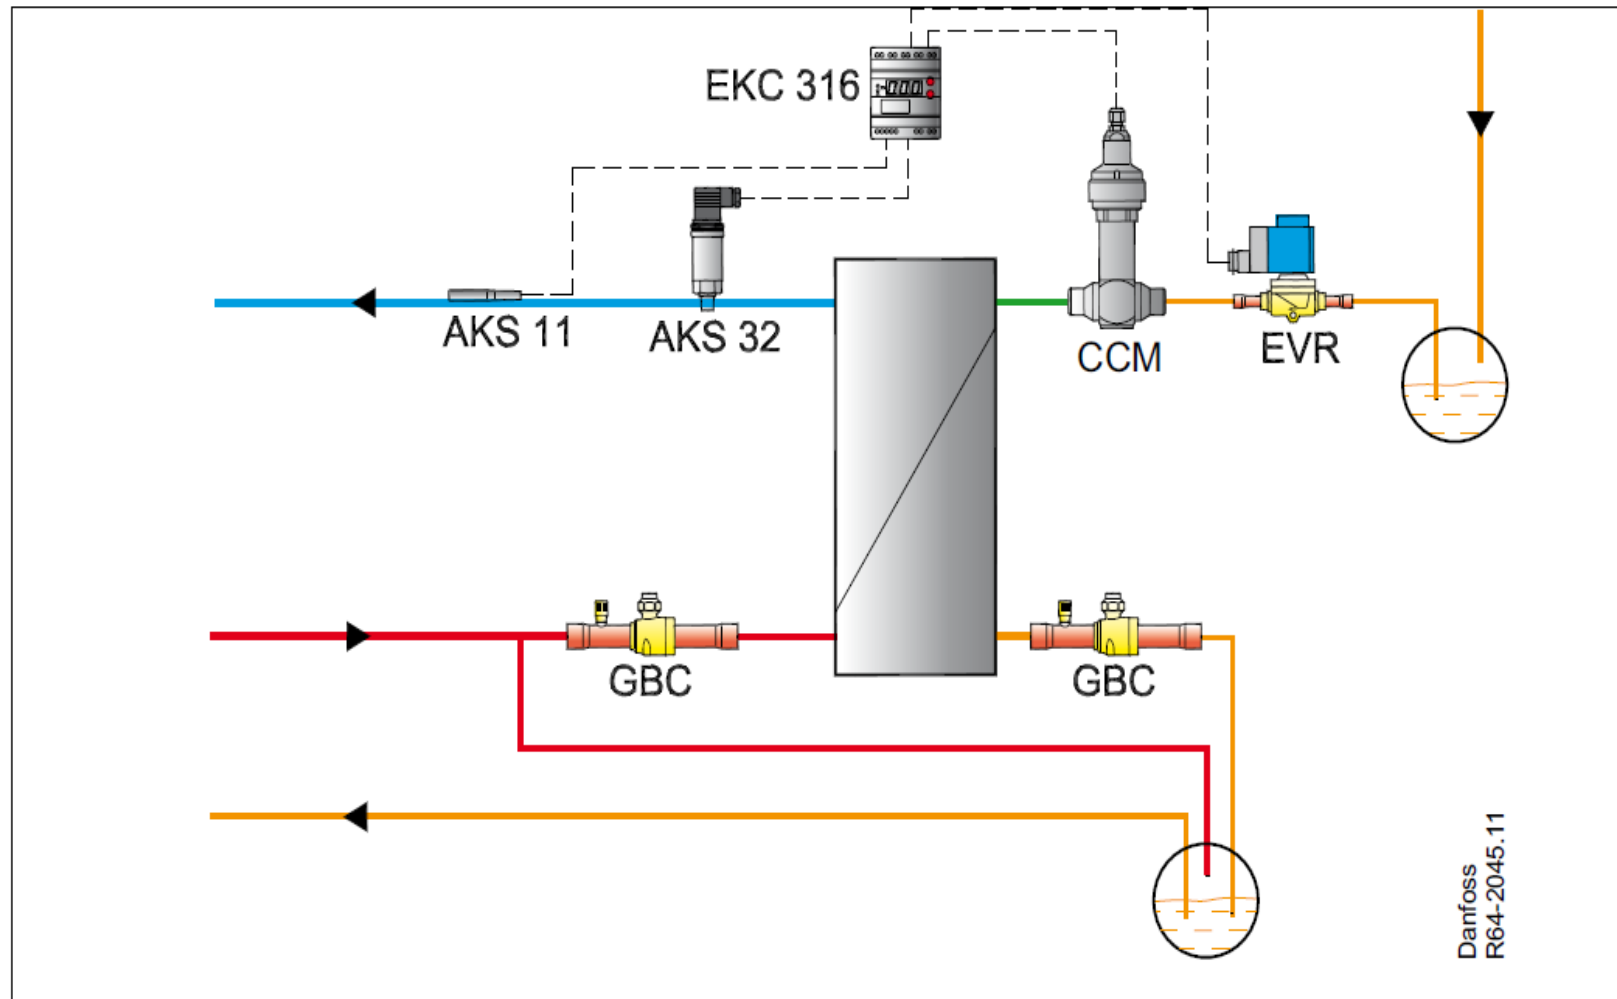 EKC 316
AKS 11
AKS 32
CCM
EVR
GBC
GBC
Danfoss
R64-2045.11